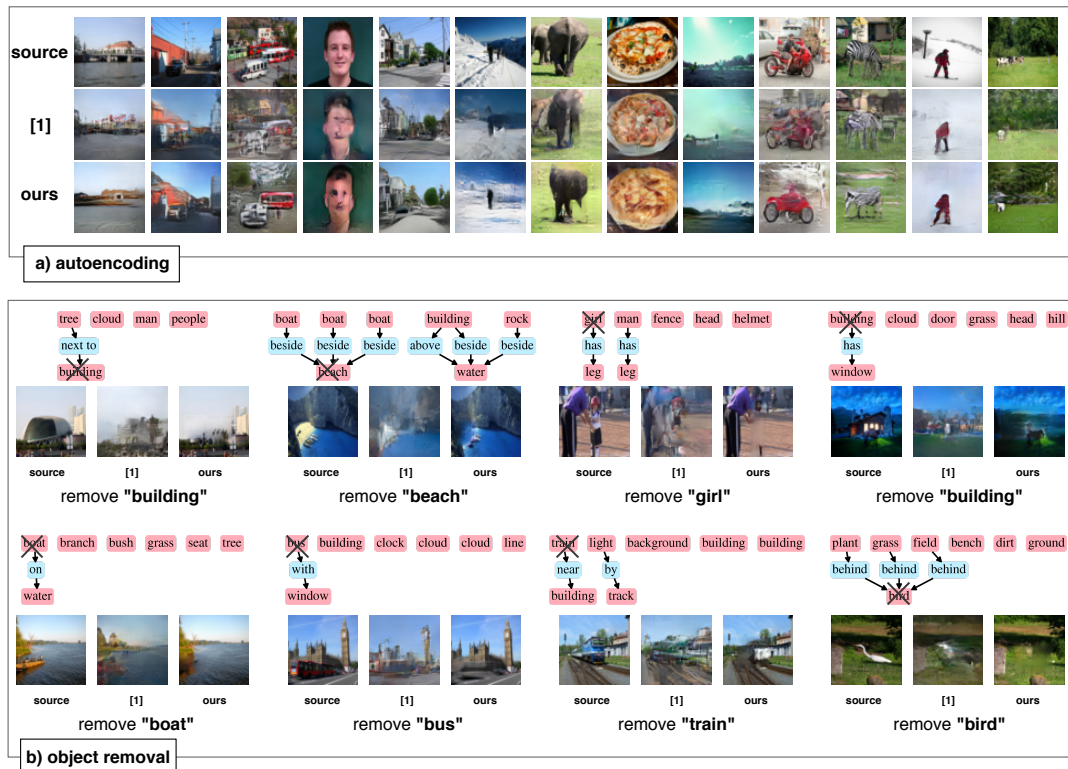 source
[1]
ours
a) autoencoding
tree cloud man people
next to
building
source [1] ours
remove "building"
boat boat boat building rock
beside beside beside above beside beside
beach water
source [1] ours
remove "beach"
girl man fence head helmet
has has
leg leg
source [1] ours
remove "girl"
building cloud door grass head hill
has
window
source [1] ours
remove "building"
boat branch bush grass seat tree
on
water
source [1] ours
remove "boat"
bus building clock cloud cloud line
with
window
source [1] ours
remove "bus"
train light background building building
near by
building track
source [1] ours
remove "train"
plant grass field bench dirt ground
behind behind behind
bird
source [1] ours
remove "bird"
b) object removal